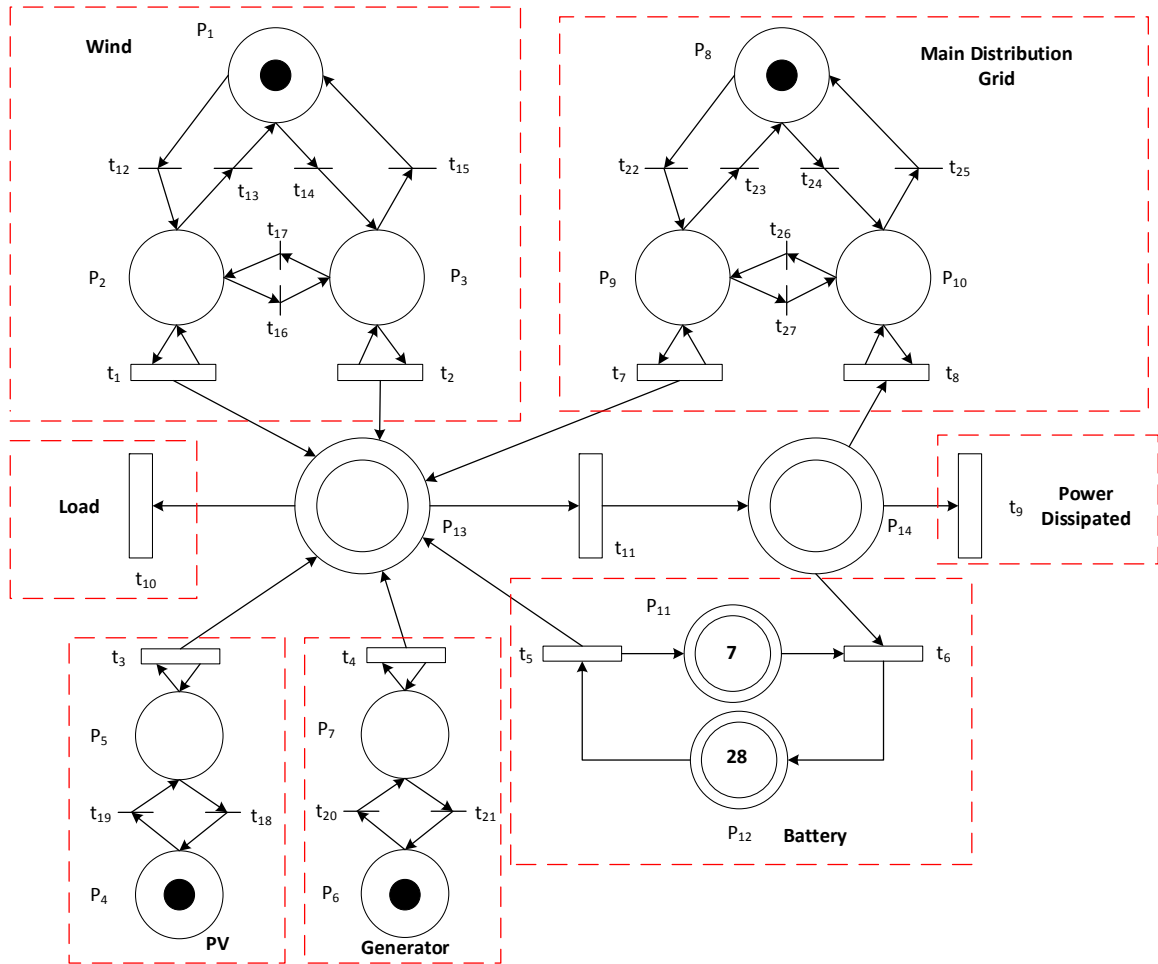 Wind
P1
t12
t13
t14
t15
t17
P2
P3
t16
t1
t2
Main Distribution
Grid
P8
t22
t23
t24
t25
t26
P9
P10
t27
t7
t8
Load
t10
P13
t11
P14
t9
Power
Dissipated
t3
P5
t19
t18
P4
PV
t4
P7
t20
t21
P6
Generator
P11
t5
7
t6
28
P12
Battery